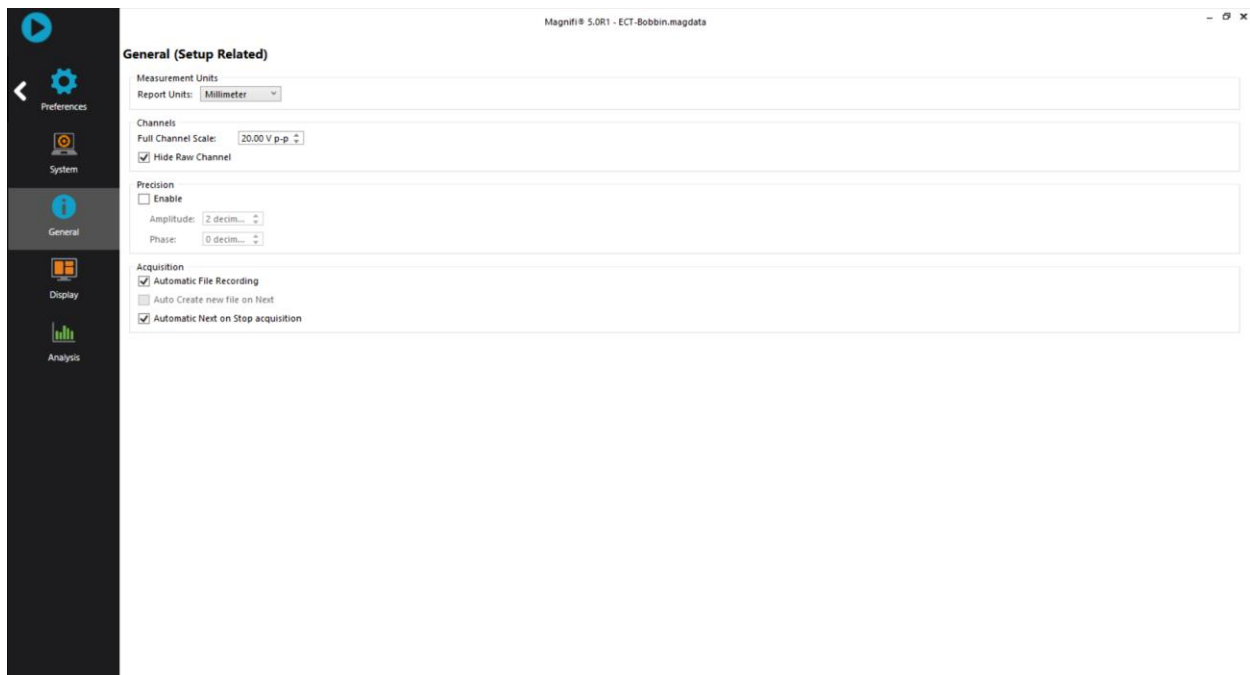 Magnifi® 5.0R1 - ECT-Bobbin.magdata
General (Setup Related)
Preferences
System
General
Display
Analysis
Measurement Units
Report Units: Millimeter
Channels
Full Channel Scale: 20.00 V p-p
Hide Raw Channel
Precision
Enable
Amplitude: 2 decim...
Phase: 0 decim...
Acquisition
Automatic File Recording
Auto Create new file on Next
Automatic Next on Stop acquisition